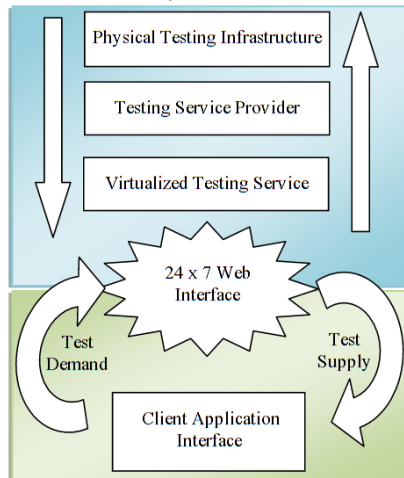 Physical Testing Infrastructure
Testing Service Provider
Virtualized Testing Service
24 x 7 Web
Interface
Test
Demand
Test
Supply
Client Application
Interface